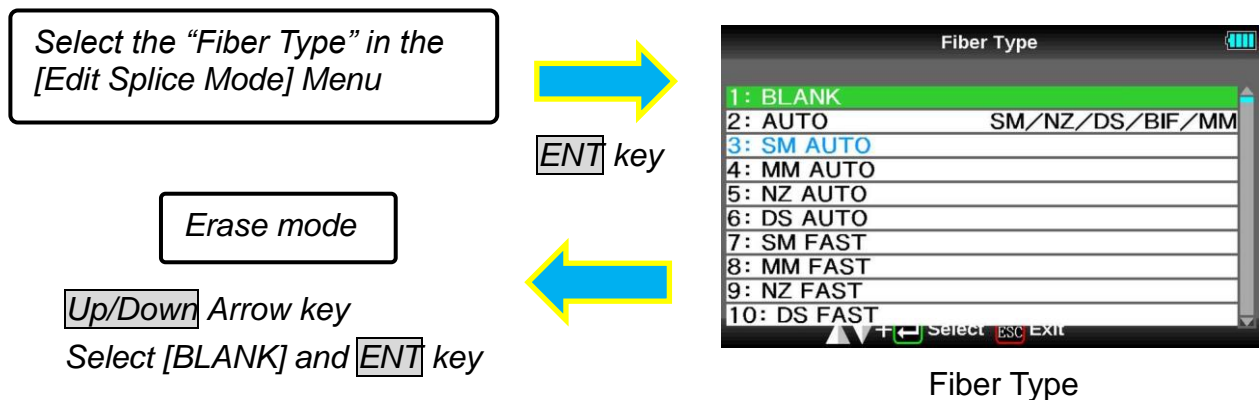 Select the “Fiber Type” in the
[Edit Splice Mode] Menu
ENT key
Fiber Type
1: BLANK
2: AUTO SM/NZ/DS/BIF/MM
3: SM AUTO
4: MM AUTO
5: NZ AUTO
6: DS AUTO
7: SM FAST
8: MM FAST
9: NZ FAST
10: DS FAST
+ Select ESC Exit
Fiber Type
Erase mode
Up/Down Arrow key
Select [BLANK] and ENT key